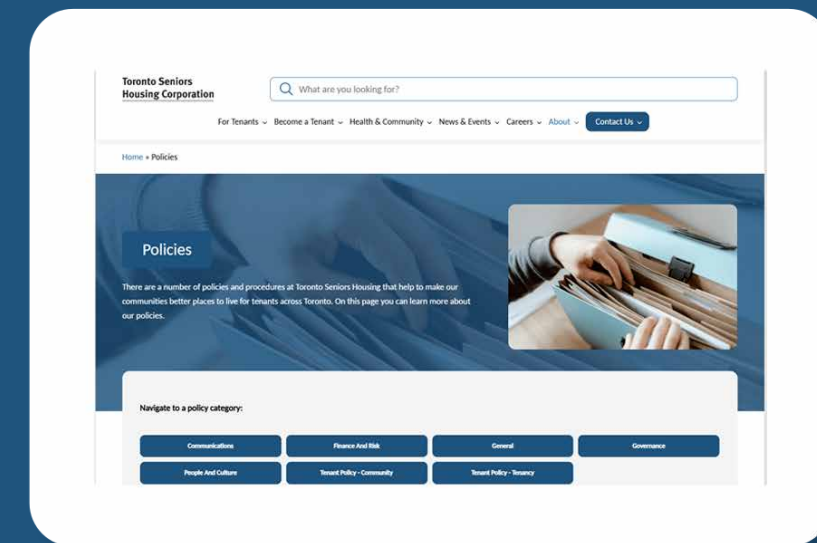 Toronto Seniors
Housing Corporation
What are you looking for?
For Tenants Become a Tenant Health & Community News & Events Careers About Contact Us
Home » Policies
Policies
There are a number of policies and procedures at Toronto Seniors Housing that help to make our
communities better places to live for tenants across Toronto. On this page you can learn more about
our policies.
Navigate to a policy category:
Communications Finance And Risk General Governance
People And Culture Tenant Policy - Community Tenant Policy - Tenancy